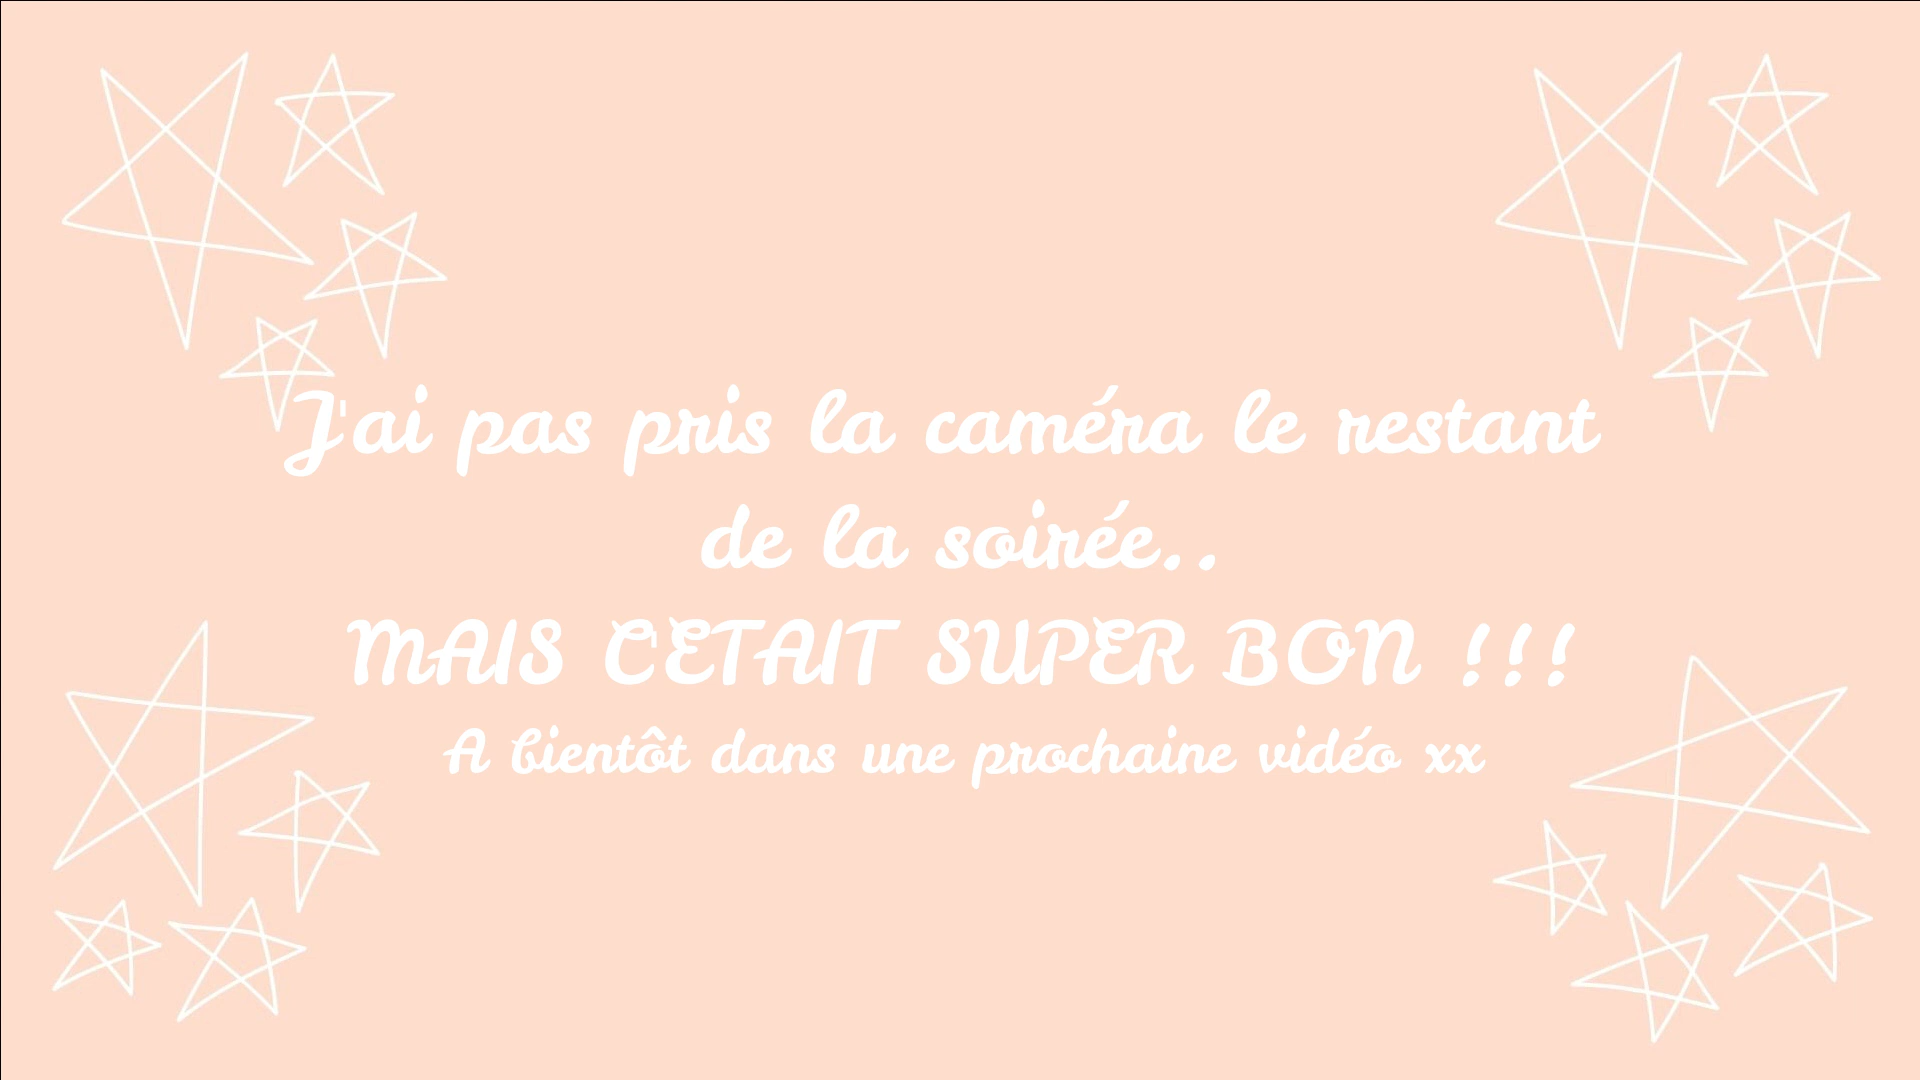 J'ai pas pris la caméra le restant
de la soirée..
MAIS C'ETAIT SUPER BON !!!
A bientôt dans une prochaine vidéo xx